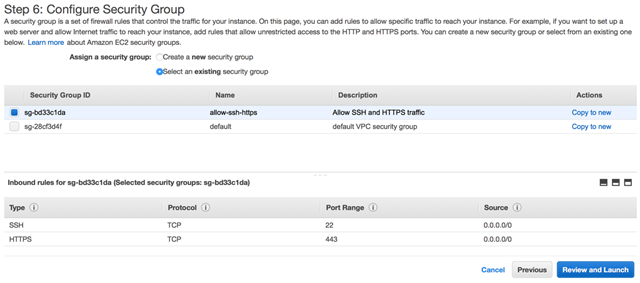 Step 6: Configure Security Group
A security group is a set of firewall rules that control the traffic for your instance. On this page, you can add rules to allow specific traffic to reach your instance. For example, if you want to set up a
web server and allow Internet traffic to reach your instance, add rules that allow unrestricted access to the HTTP and HTTPS ports. You can create a new security group or select from an existing one
below. Learn more about Amazon EC2 security groups.
Assign a security group: Create a new security group
Select an existing security group
Security Group ID Name Description Actions
sg-bd33c1da allow-ssh-https Allow SSH and HTTPS traffic Copy to new
sg-28cf3d4f default default VPC security group Copy to new
Inbound rules for sg-bd33c1da (Selected security groups: sg-bd33c1da)
Type Protocol Port Range Source
SSH TCP 22 0.0.0.0/0
HTTPS TCP 443 0.0.0.0/0
Cancel Previous Review and Launch